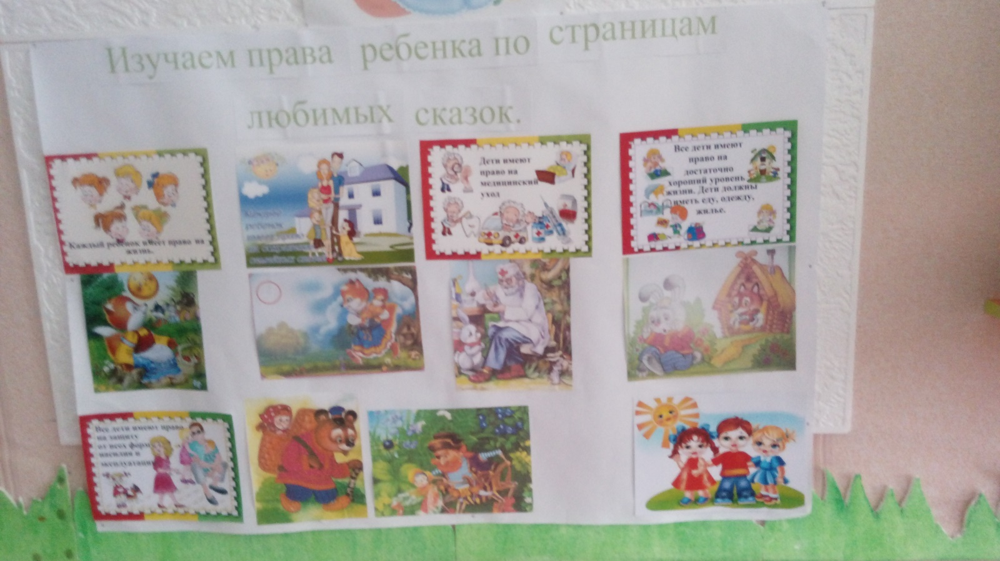 Изучаем права ребенка по страницам
любимых сказок.
Каждый ребенок имеет право на
жизнь.
Каждый
ребенок
имеет право
Дети имеют
право на
медицинский
уход
Все дети имеют
право на
достаточно
хороший уровень
жизни. Дети должны
иметь еду, одежду,
жилье.
Все дети имеют право
на защиту
от всех форм
насилия и